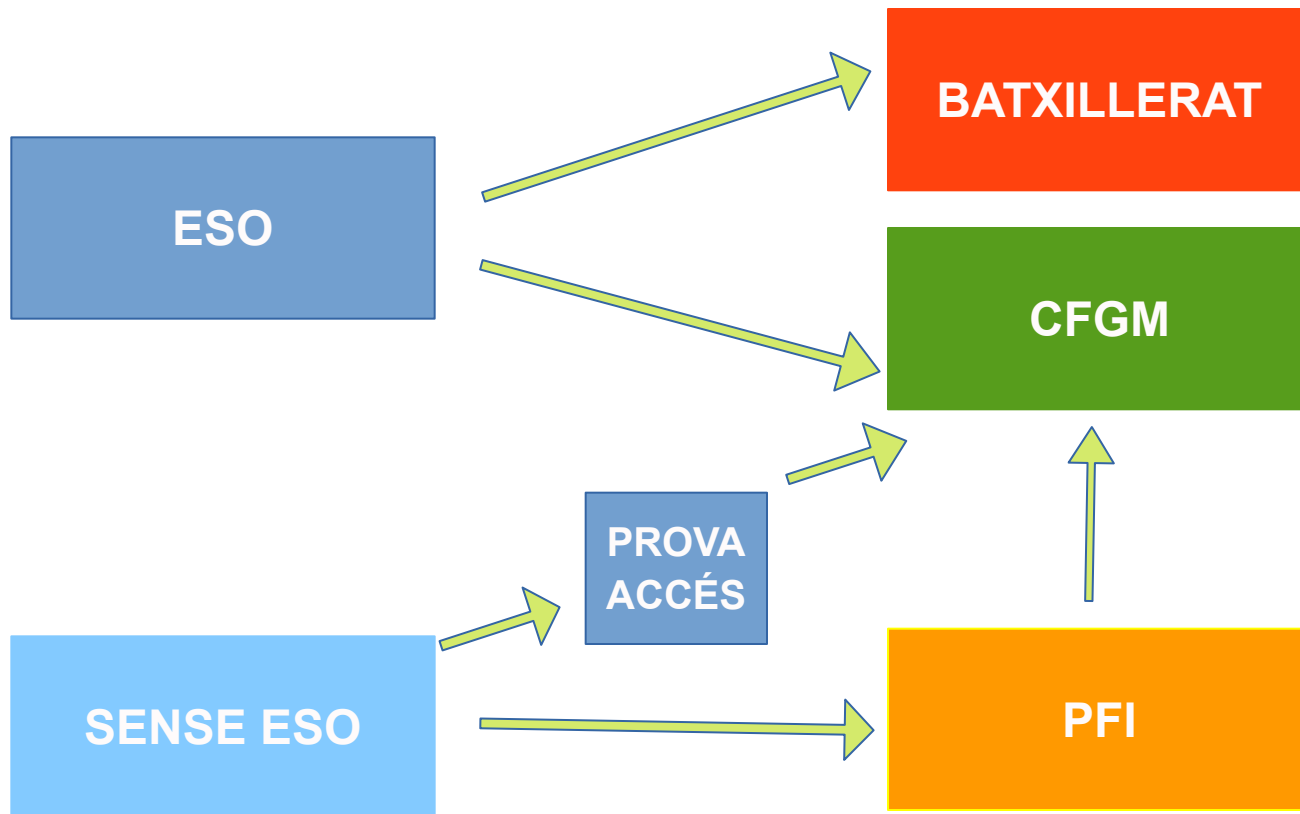 BATXILLERAT
ESO
CFGM
PROVA
ACCÉS
SENSE ESO
PFI